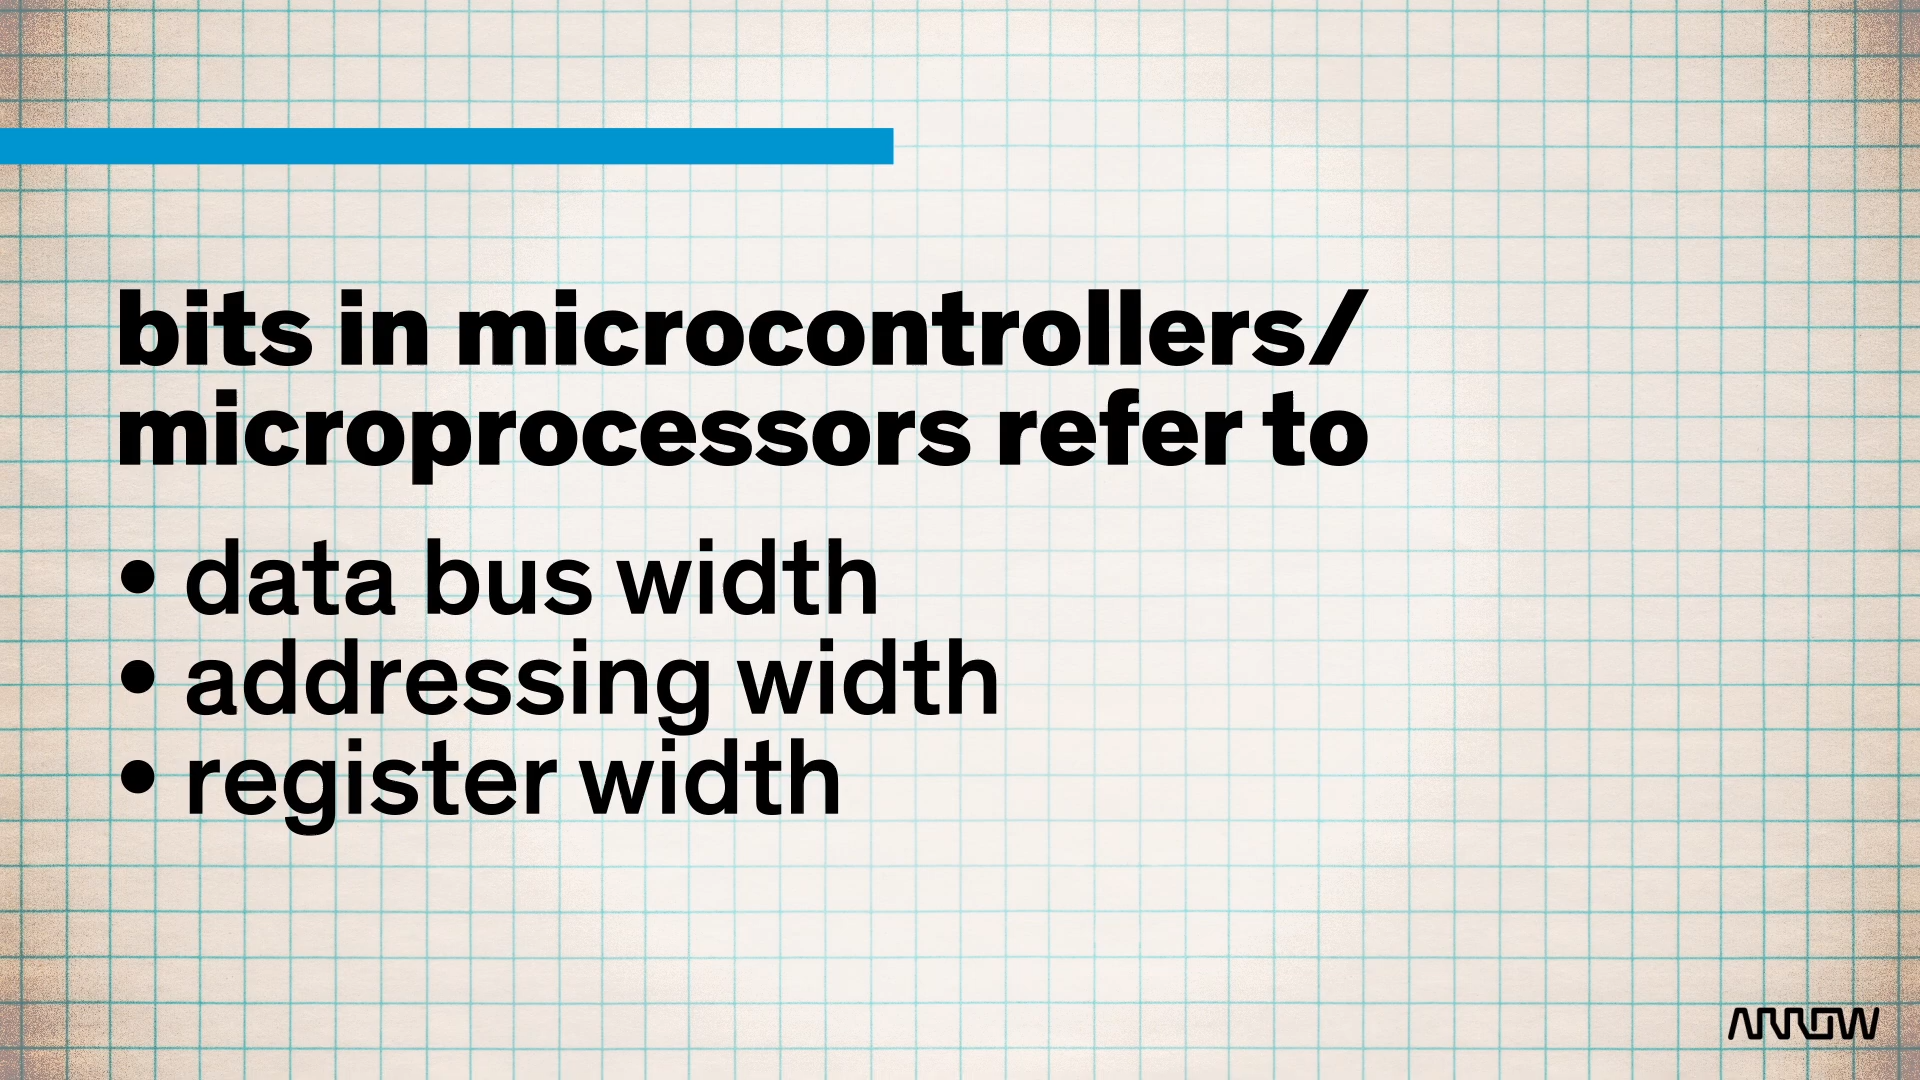 bits in microcontrollers/
microprocessors refer to
• data bus width
• addressing width
• register width
ARROW